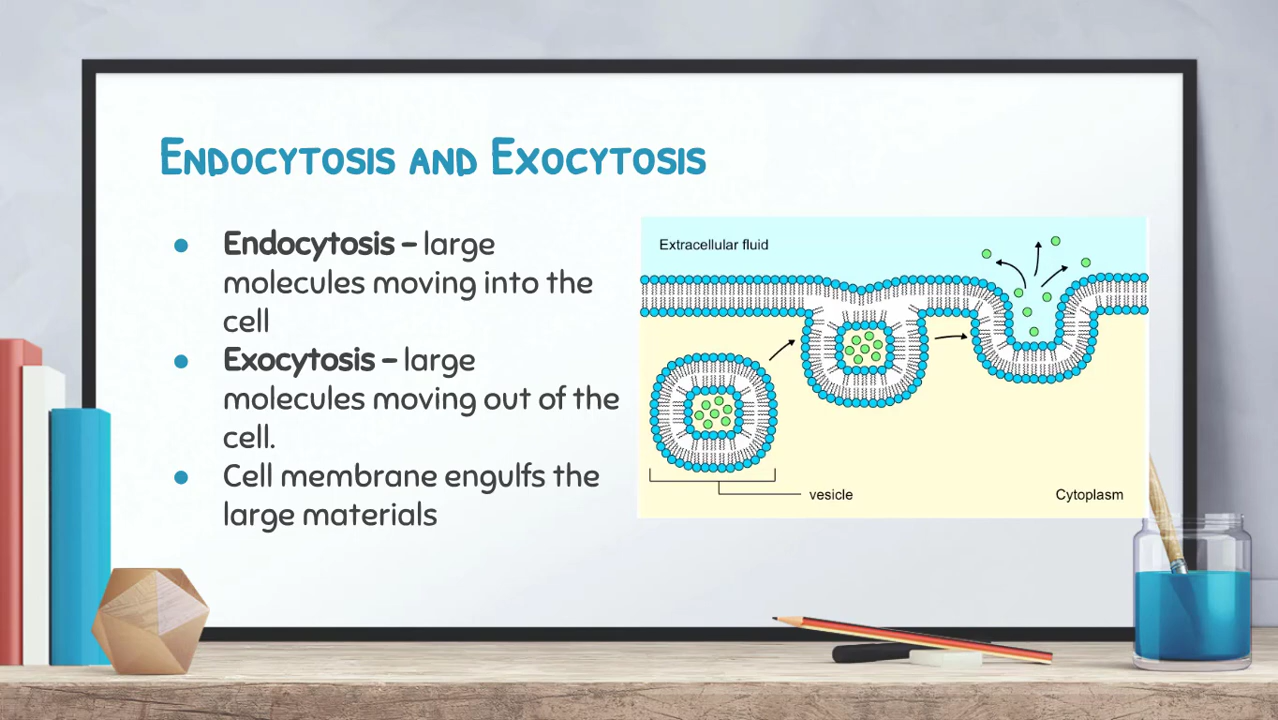 Endocytosis and Exocytosis
● Endocytosis – large
molecules moving into the
cell
● Exocytosis – large
molecules moving out of the
cell.
● Cell membrane engulfs the
large materials
Extracellular fluid
vesicle
Cytoplasm